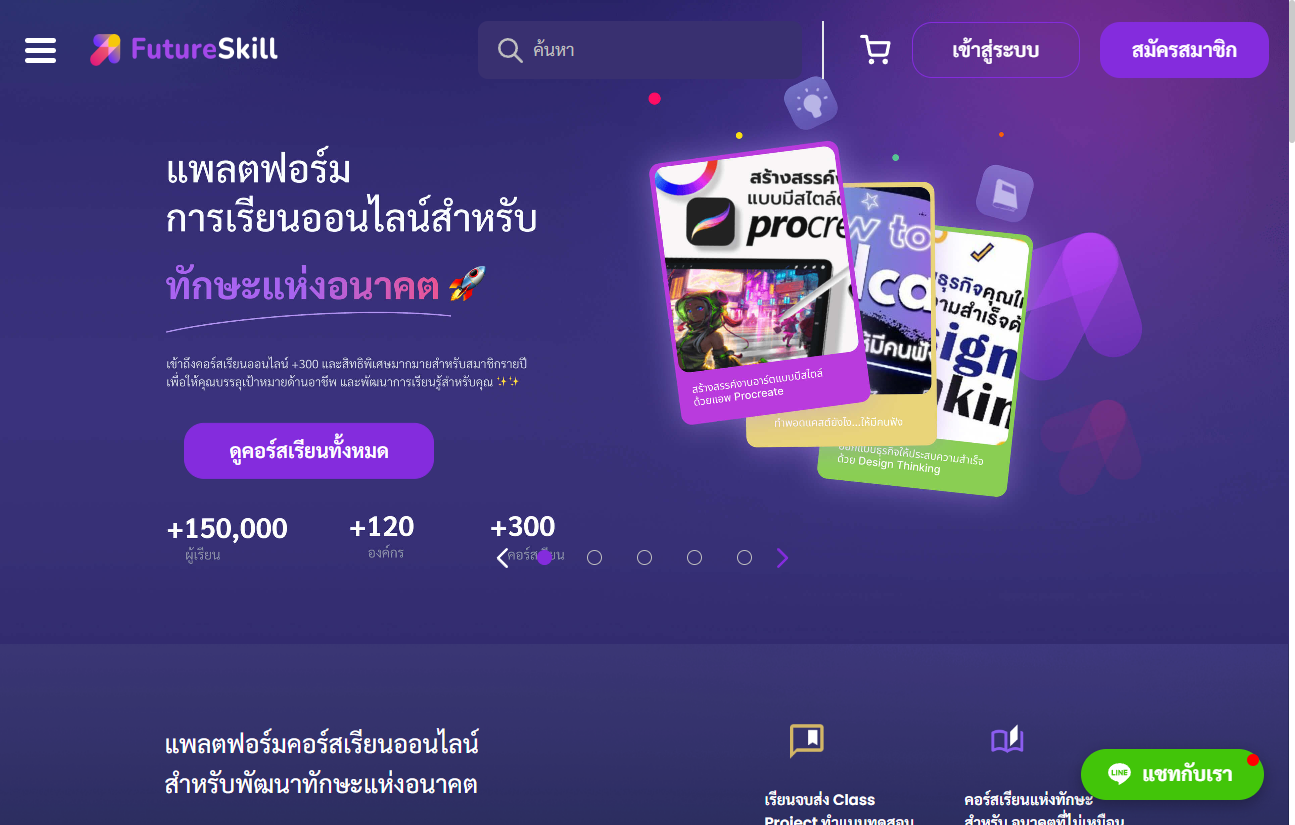 FutureSkill
ค้นหา
เข้าสู่ระบบ
สมัครสมาชิก
แพลตฟอร์ม
การเรียนออนไลน์สำหรับ
ทักษะแห่งอนาคต
เข้าถึงคอร์สเรียนออนไลน์ +300 และสิทธิพิเศษมากมายสำหรับสมาชิกรายปี
เพื่อให้คุณบรรลุเป้าหมายด้านอาชีพ และพัฒนาการเรียนรู้สำหรับคุณ
ดูคอร์สเรียนทั้งหมด
+150,000
ผู้เรียน
+120
องค์กร
+300
สร้างสรรค์
แบบมีสไตล์
procre
สร้างสรรค์งานอาร์ตแบบมีสไตล์
ด้วยแอพ Procreate
w to
ให้มีคนฟัง
ทำพอดแคสต์ยังไง...ให้มีคนฟัง
ธุรกิจคุณ
ามสำเร็จด้
sign
ออกแบบธุรกิจให้ประสบความสำเร็จ
ด้วย Design Thinking
แพลตฟอร์มคอร์สเรียนออนไลน์
สำหรับพัฒนาทักษะแห่งอนาคต
เรียนจบส่ง Class
Project ทำแบบทดสอบ
คอร์สเรียนแห่งทักษะ
สำหรับ อนาคตที่ไม่เหมือน
LINE
แชทกับเรา